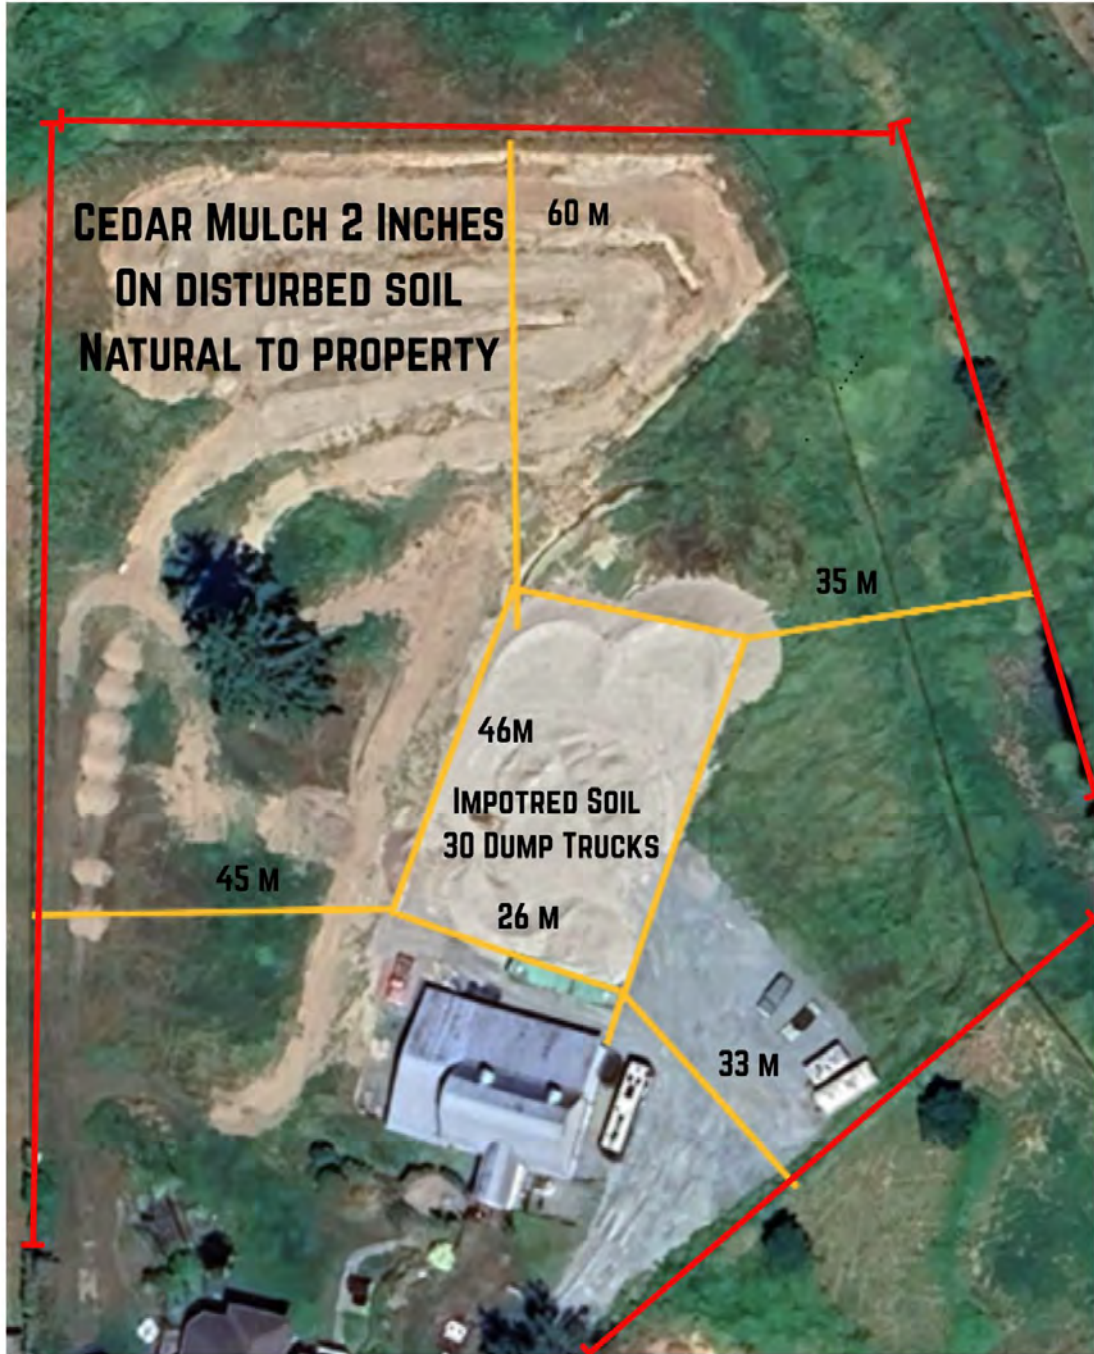 Cedar Mulch 2 Inches
On disturbed soil
Natural to property
60 m
35 m
46m
Impotred Soil
30 Dump Trucks
45 m
26 m
33 m